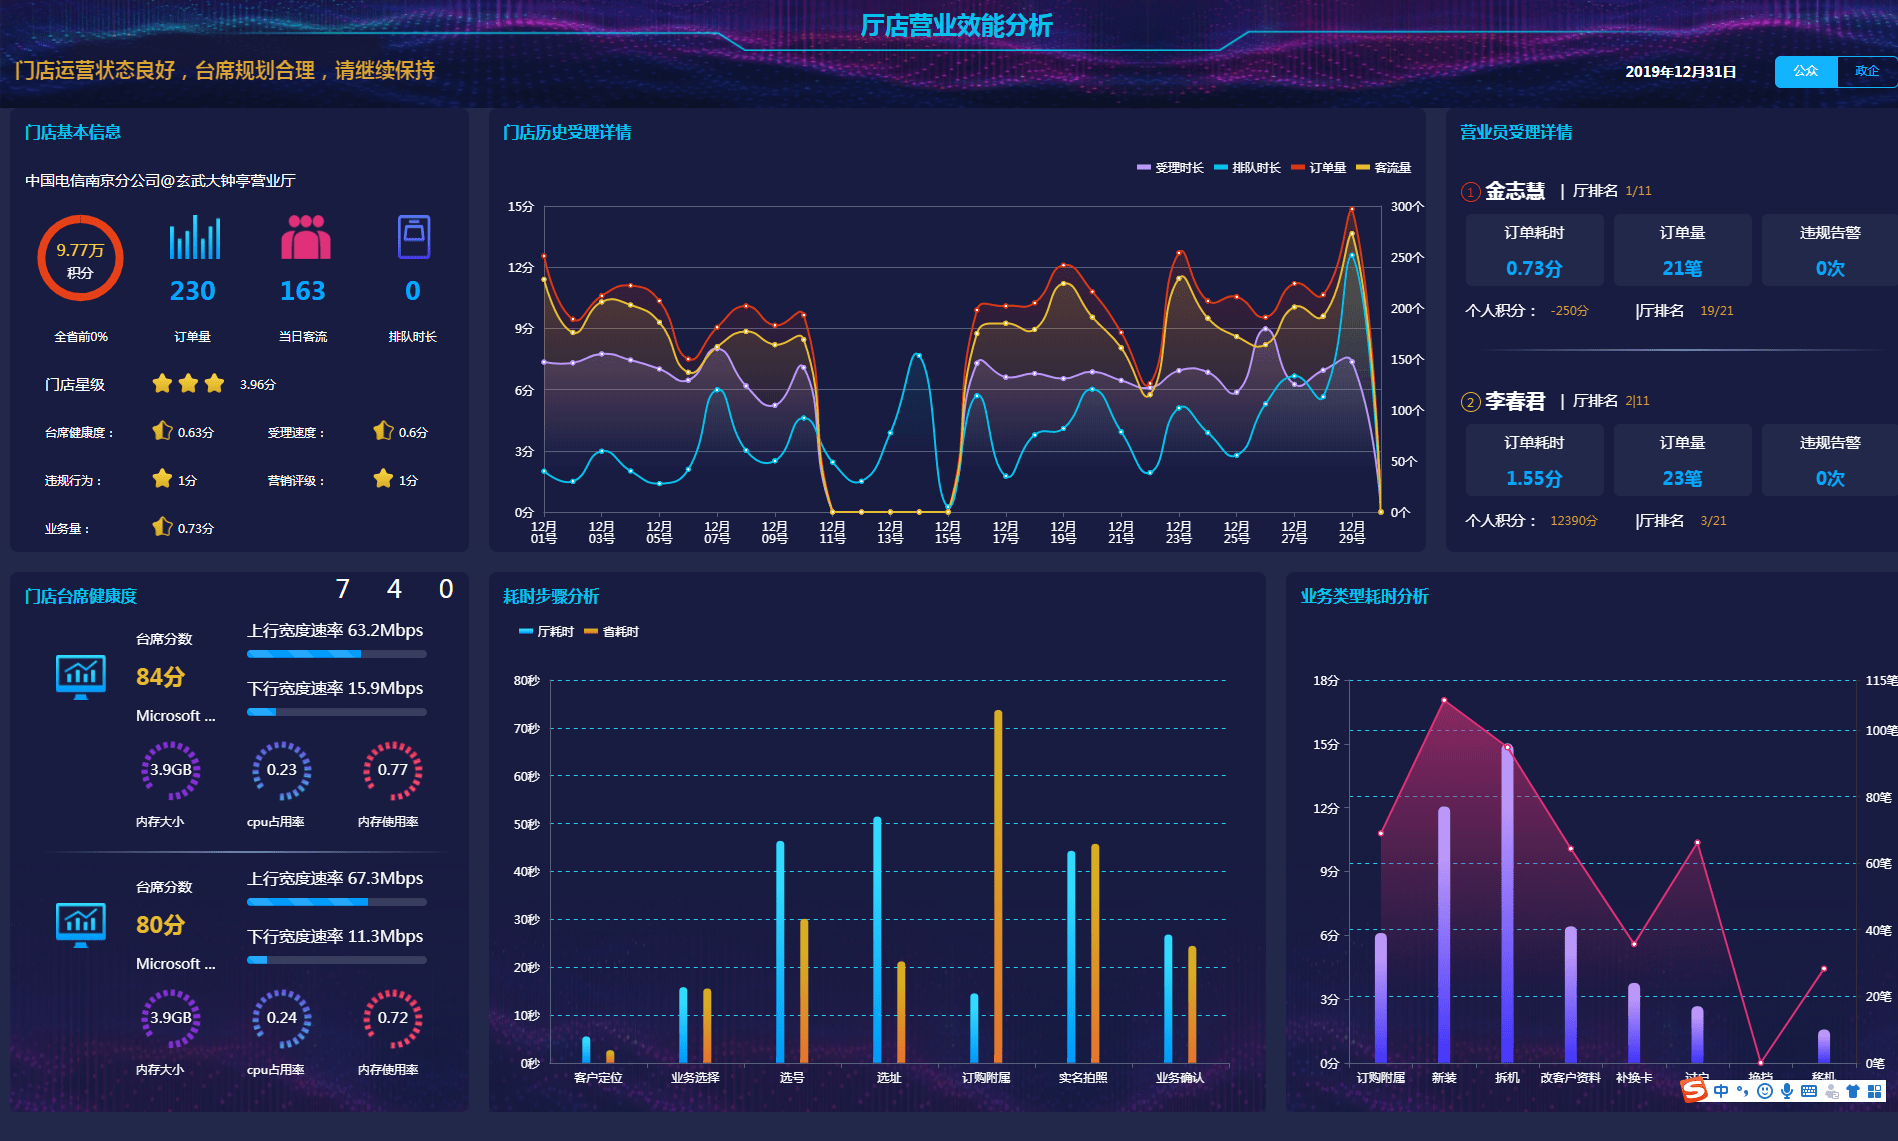 厅店营业效能分析
门店运营状态良好，台席规划合理，请继续保持
2019年12月31日
公众
政企
门店基本信息
中国电信南京分公司@玄武大钟亭营业厅
9.77万
积分
230
163
0
全省前0%
订单量
当日客流
排队时长
门店星级 3.96分
台席健康度： 0.63分 受理速度： 0.6分
违规行为： 1分 营销评级： 1分
业务量： 0.73分
门店历史受理详情
受理时长 排队时长 订单量 客流量
15分
12分
9分
6分
3分
0分
300个
250个
200个
150个
100个
50个
0个
12月 12月 12月 12月 12月 12月 12月 12月 12月 12月 12月 12月 12月 12月 12月
01号 03号 05号 07号 09号 11号 13号 15号 17号 19号 21号 23号 25号 27号 29号
营业员受理详情
1 金志慧 | 厅排名 1/11
订单耗时 订单量 违规告警
0.73分 21笔 0次
个人积分： -250分 |厅排名 19/21
2 李春君 | 厅排名 2|11
订单耗时 订单量 违规告警
1.55分 23笔 0次
个人积分： 12390分 |厅排名 3/21
门店台席健康度
7 4 0
台席分数
84分
Microsoft ...
上行宽度速率 63.2Mbps
下行宽度速率 15.9Mbps
3.9GB 0.23 0.77
内存大小 cpu占用率 内存使用率
台席分数
80分
Microsoft ...
上行宽度速率 67.3Mbps
下行宽度速率 11.3Mbps
3.9GB 0.24 0.72
内存大小 cpu占用率 内存使用率
耗时步骤分析
厅耗时 省耗时
80秒
70秒
60秒
50秒
40秒
30秒
20秒
10秒
0秒
客户定位 业务选择 选号 选址 订购附属 实名拍照 业务确认
业务类型耗时分析
18分
15分
12分
9分
6分
3分
0分
115笔
100笔
80笔
60笔
40笔
20笔
0笔
订购附属 新装 拆机 改客户资料 补换卡 过户 换挡 移机
中